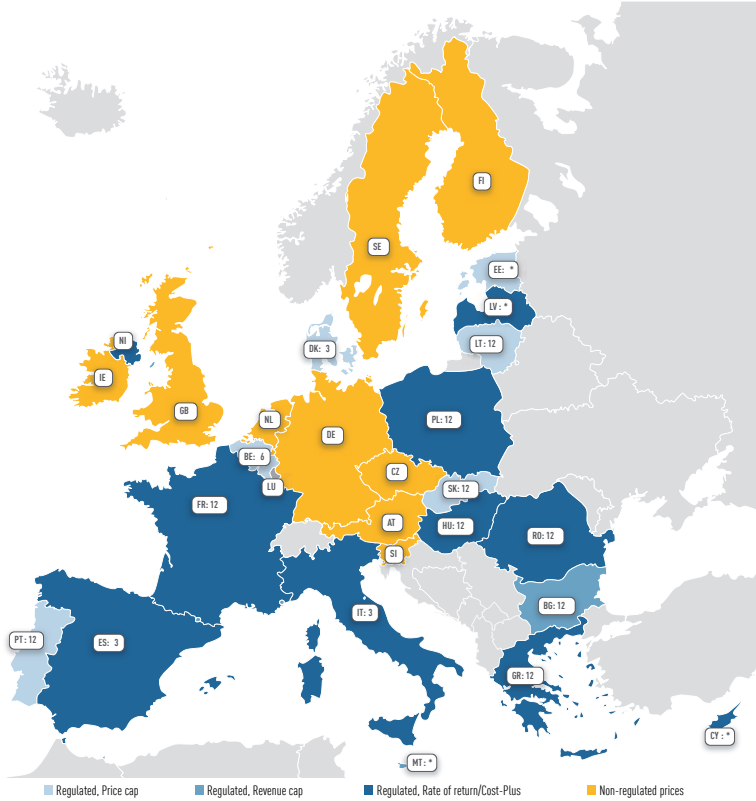 FI
SE
EE: *
LV: *
NI
DK: 3
LT: 12
IE
GB
NL
DE
PL: 12
BE: 6
CZ
LU
SK: 12
FR: 12
AT
HU: 12
RO: 12
SI
BG: 12
IT: 3
PT: 12
ES: 3
GR: 12
CY: *
MT: *
Regulated, Price cap
Regulated, Revenue cap
Regulated, Rate of return/Cost-Plus
Non-regulated prices